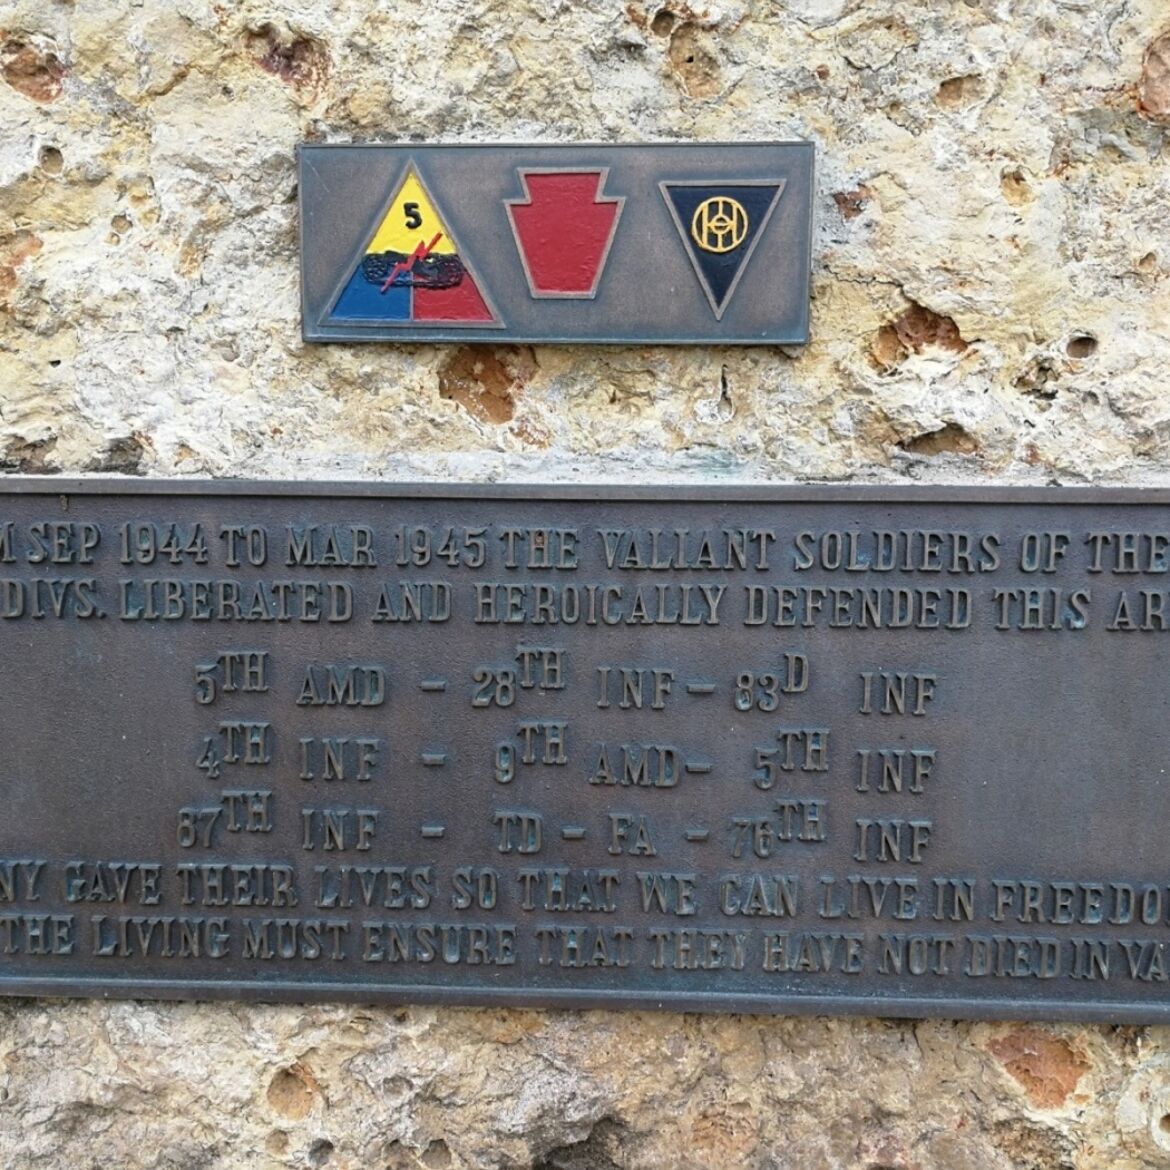 5
M SEP 1944 TO MAR 1945 THE VALIANT SOLDIERS OF THE
DIVS. LIBERATED AND HEROICALLY DEFENDED THIS AR
5TH AMD - 28TH INF - 83D INF
4TH INF - 9TH AMD - 5TH INF
87TH INF - TD - FA - 76TH INF
NY GAVE THEIR LIVES SO THAT WE CAN LIVE IN FREEDO
THE LIVING MUST ENSURE THAT THEY HAVE NOT DIED IN VA